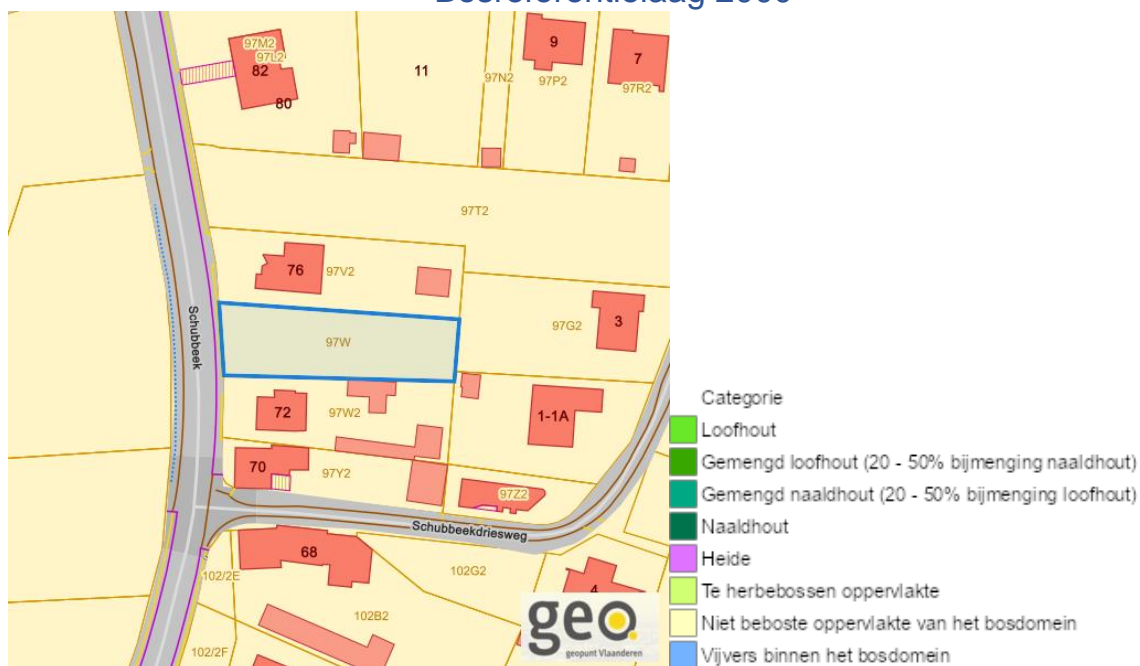 97M2
97L2
82
80
11
9
97N2
97P2
7
97R2
97T2
76
97V2
97W
97G2
3
Schubbeek
72
97W2
1-1A
70
97Y2
97Z2
Schubbeekdriesweg
68
102/2E
102G2
4
102B2
102/2F
geo
geopunt Vlaanderen
Categorie
Loofhout
Gemengd loofhout (20 - 50% bijmenging naaldhout)
Gemengd naaldhout (20 - 50% bijmenging loofhout)
Naaldhout
Heide
Te herbebossen oppervlakte
Niet beboste oppervlakte van het bosdomein
Vijvers binnen het bosdomein